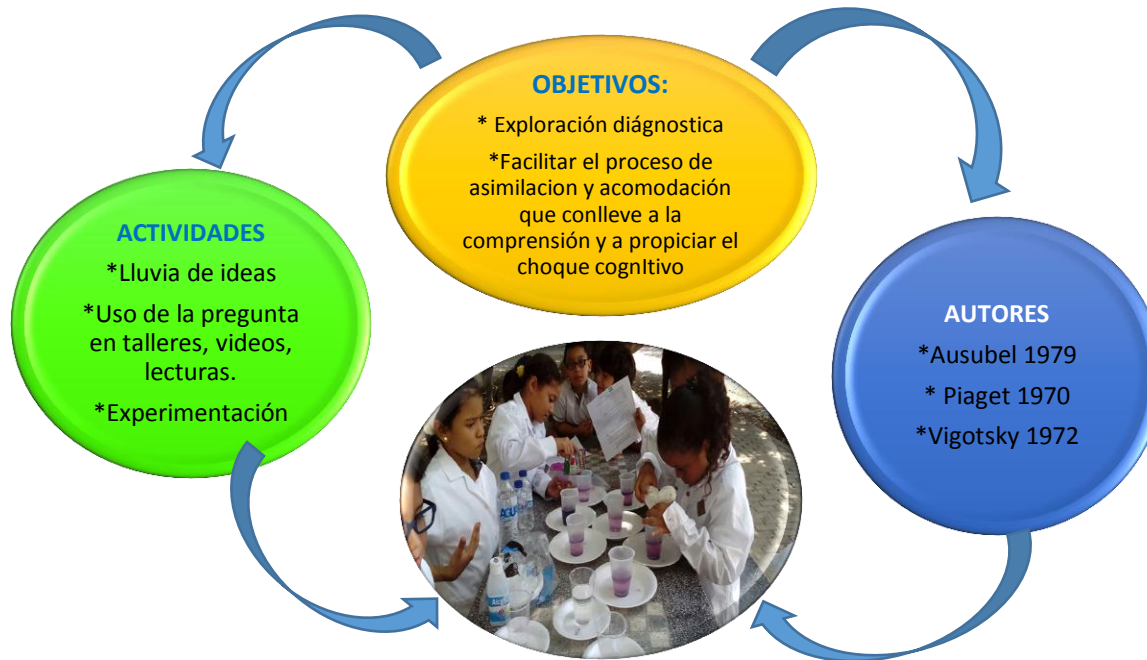 OBJETIVOS:
* Exploración diágnostica
*Facilitar el proceso de
asimilacion y acomodación
que conlleve a la
comprensión y a propiciar el
choque cognItivo
ACTIVIDADES
*Lluvia de ideas
*Uso de la pregunta
en talleres, videos,
lecturas.
*Experimentación
AUTORES
*Ausubel 1979
* Piaget 1970
*Vigotsky 1972
AGUA